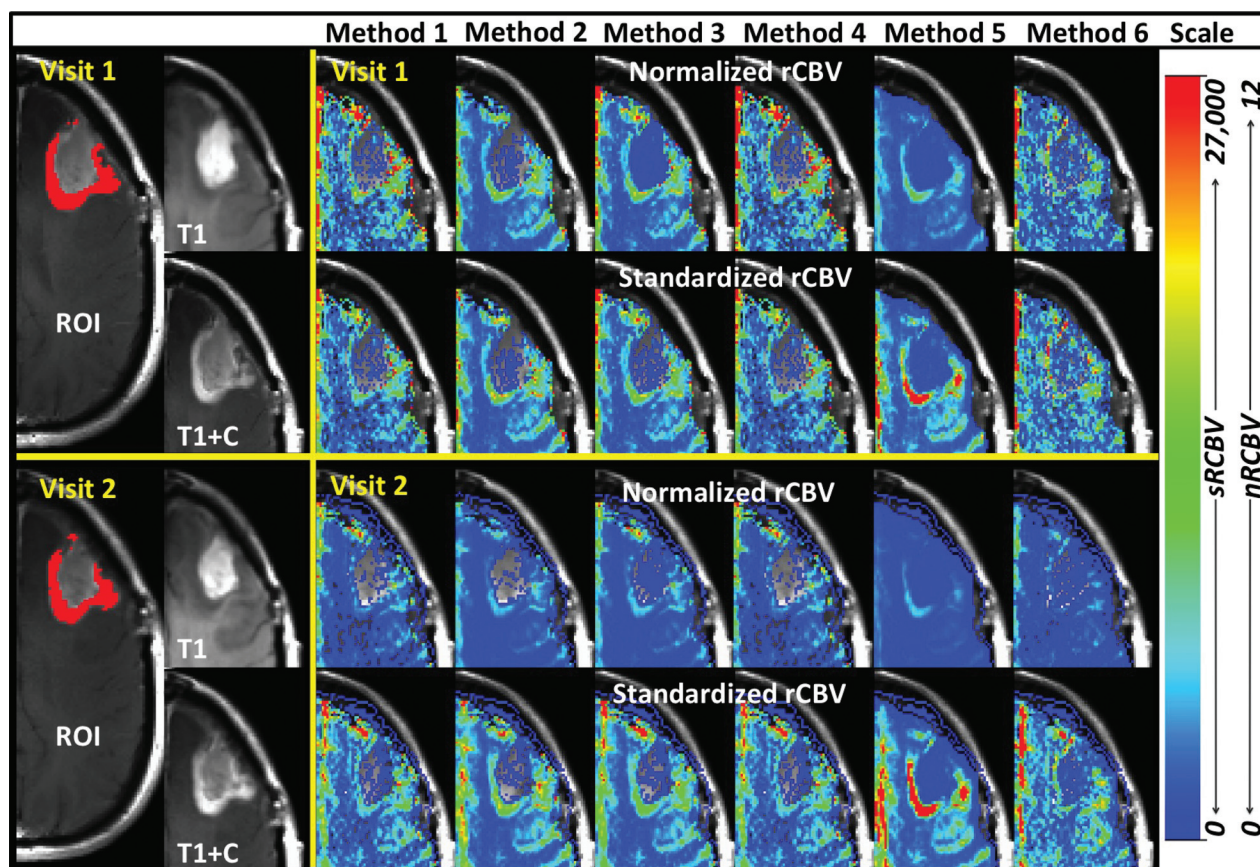 Method 1 Method 2 Method 3 Method 4 Method 5 Method 6 Scale
Visit 1
T1
ROI
T1+C
Visit 1
Normalized rCBV
Standardized rCBV
Visit 2
T1
ROI
T1+C
Visit 2
Normalized rCBV
Standardized rCBV
0 sRCBV 27,000
0 nRCBV 12